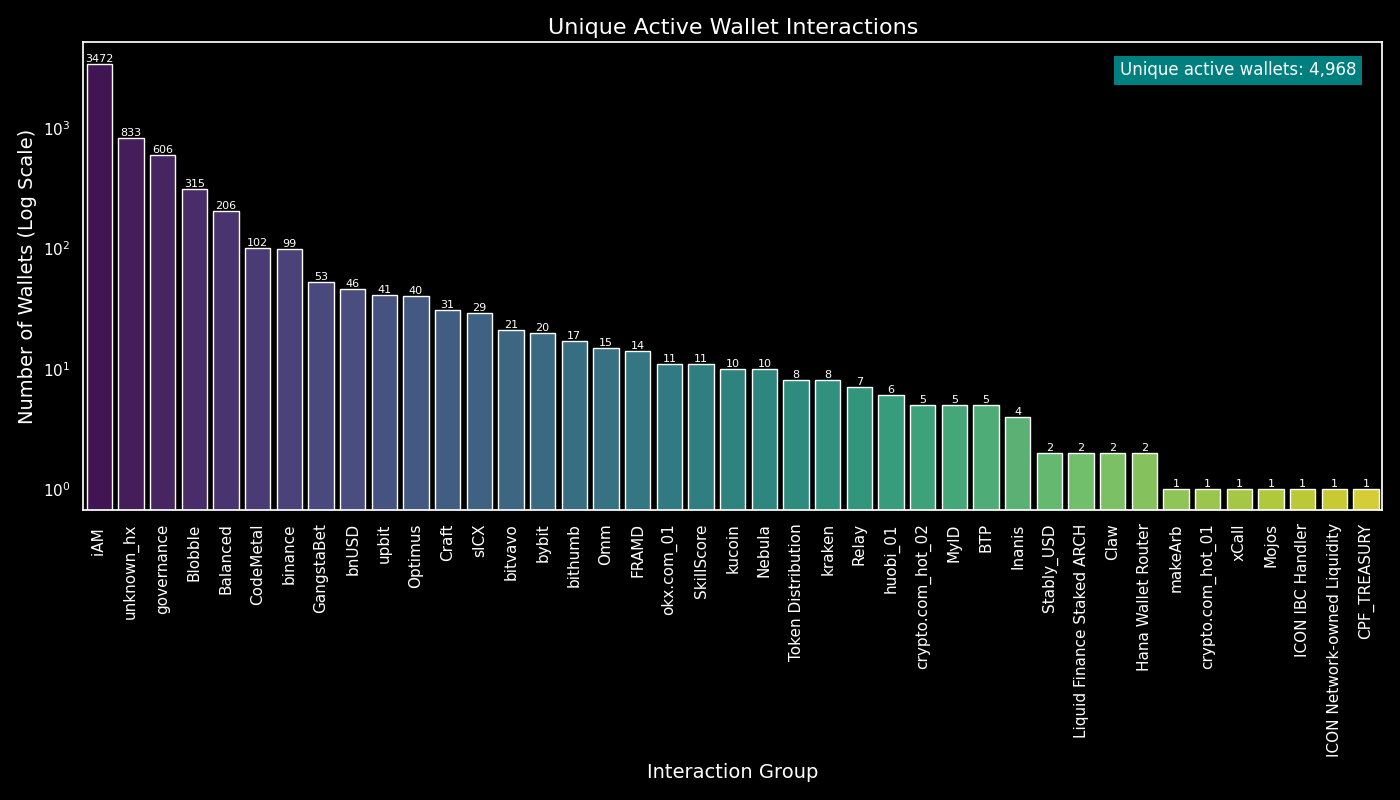 Unique Active Wallet Interactions
Unique active wallets: 4,968
Number of Wallets (Log Scale)
10³
10²
10¹
10⁰
3472
833
606
315
206
102
99
53
46
41
40
31
29
21
20
17
15
14
11
11
10
10
8
8
7
6
5
5
5
4
2
2
2
2
1
1
1
1
1
1
1
iAM
unknown_hx
governance
Blobble
Balanced
CodeMetal
binance
GangstaBet
bnUSD
upbit
Optimus
Craft
sICX
bitvavo
bybit
bithumb
Omm
FRAMD
okx.com_01
SkillScore
kucoin
Nebula
Token Distribution
kraken
Relay
huobi_01
crypto.com_hot_02
MyID
BTP
Inanis
Stably_USD
Liquid Finance Staked ARCH
Claw
Hana Wallet Router
makeArb
crypto.com_hot_01
xCall
Mojos
ICON IBC Handler
ICON Network-owned Liquidity
CPF_TREASURY
Interaction Group